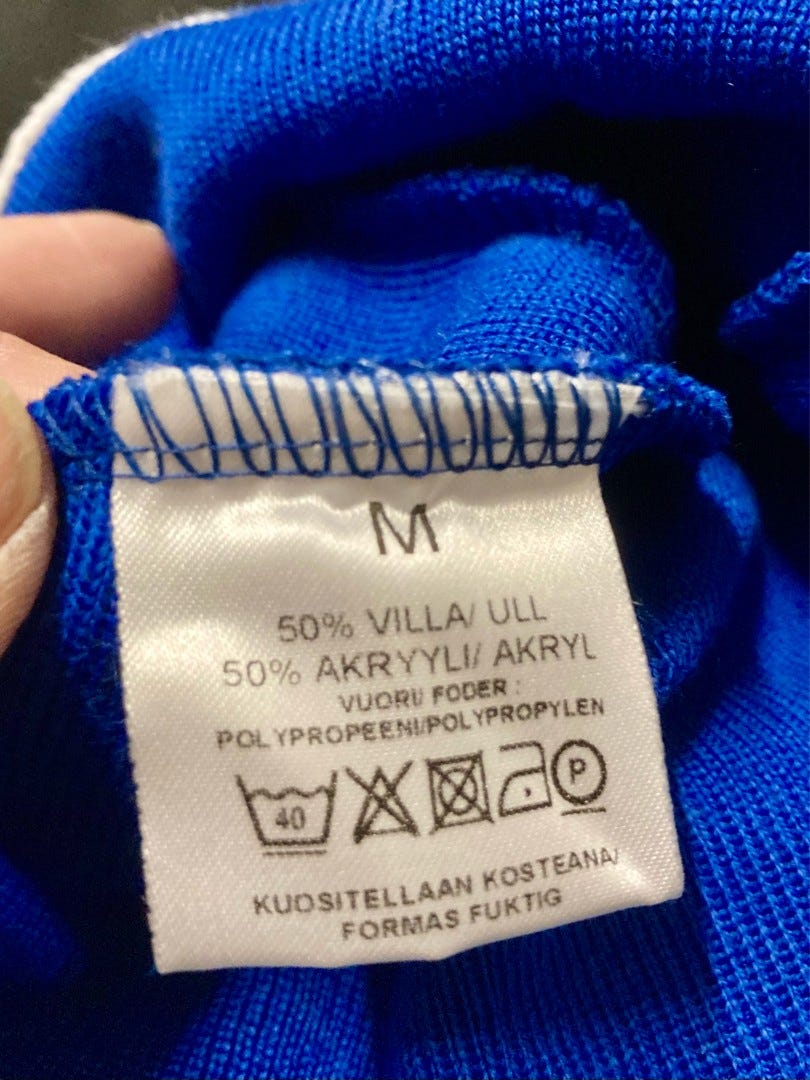 M
50% VILLA/ ULL
50% AKRYYLI/ AKRYL
VUORI/ FODER :
POLYPROPEENI/POLYPROPYLEN
40
P
KUOSITELLAAN KOSTEANA/
FORMAS FUKTIG